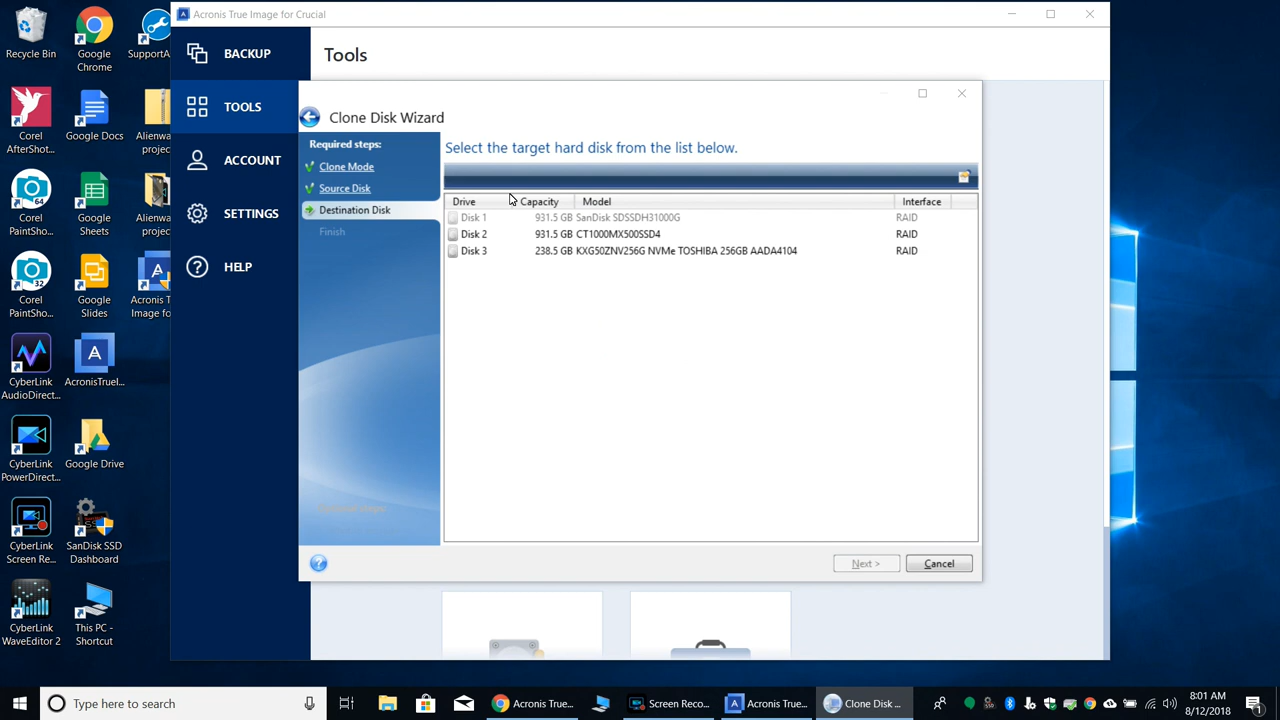 Acronis True Image for Crucial
BACKUP
TOOLS
ACCOUNT
SETTINGS
HELP
Tools
Clone Disk Wizard
Required steps:
Clone Mode
Source Disk
Destination Disk
Finish
Select the target hard disk from the list below.
Drive Capacity Model Interface
Disk 1 931.5 GB SanDisk SDSSDH31000G RAID
Disk 2 931.5 GB CT1000MX500SSD4 RAID
Disk 3 238.5 GB KXG50ZNV256G NVMe TOSHIBA 256GB AADA4104 RAID
Next >
Cancel
Recycle Bin
Google
Chrome
SupportA...
Corel
AfterShot...
Google Docs
Alienwa
project
64
Corel
PaintSho...
Google
Sheets
Alienwa
project
32
Corel
PaintSho...
Google
Slides
Acronis T
Image fo
CyberLink
AudioDirect...
AcronisTrueI...
CyberLink
PowerDirect...
Google Drive
CyberLink
Screen Re...
SSD
SanDisk SSD
Dashboard
CyberLink
WaveEditor 2
This PC -
Shortcut
Type here to search
Acronis True...
Screen Reco...
Acronis True...
Clone Disk ...
8:01 AM
8/12/2018
1